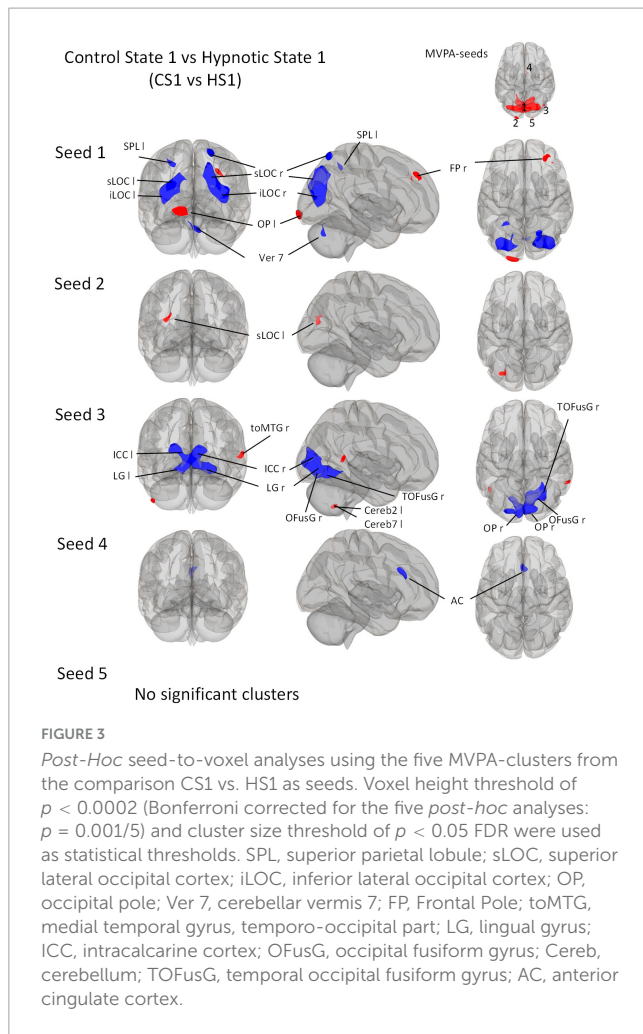 Control State 1 vs Hypnotic State 1
(CS1 vs HS1)
MVPA-seeds
4
3
1
2
5
Seed 1
SPL l
sLOC l
iLOC l
sLOC r
iLOC r
OP l
Ver 7
SPL l
FP r
Seed 2
sLOC l
Seed 3
ICC l
LG l
toMTG r
ICC r
LG r
OFusG r
TOFusG r
Cereb2 l
Cereb7 l
TOFusG r
OP r
OP r
OFusG r
Seed 4
AC
Seed 5
No significant clusters
FIGURE 3
Post-Hoc seed-to-voxel analyses using the five MVPA-clusters from
the comparison CS1 vs. HS1 as seeds. Voxel height threshold of
p < 0.0002 (Bonferroni corrected for the five post-hoc analyses:
p = 0.001/5) and cluster size threshold of p < 0.05 FDR were used
as statistical thresholds. SPL, superior parietal lobule; sLOC, superior
lateral occipital cortex; iLOC, inferior lateral occipital cortex; OP,
occipital pole; Ver 7, cerebellar vermis 7; FP, Frontal Pole; toMTG,
medial temporal gyrus, temporo-occipital part; LG, lingual gyrus;
ICC, intracalcarine cortex; OFusG, occipital fusiform gyrus; Cereb,
cerebellum; TOFusG, temporal occipital fusiform gyrus; AC, anterior
cingulate cortex.